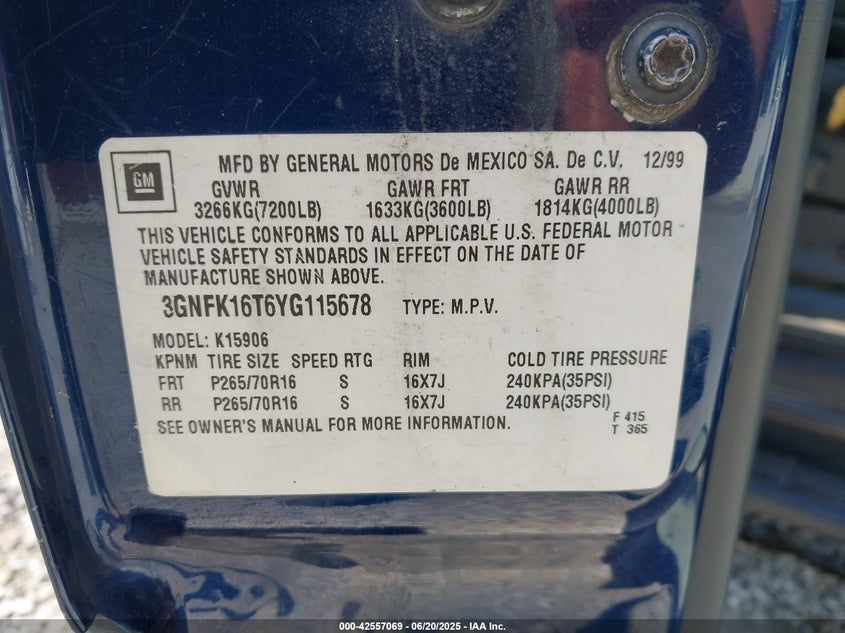 GM
MFD BY GENERAL MOTORS De MEXICO SA. De C.V. 12/99
GVWR GAWR FRT GAWR RR
3266KG(7200LB) 1633KG(3600LB) 1814KG(4000LB)
THIS VEHICLE CONFORMS TO ALL APPLICABLE U.S. FEDERAL MOTOR
VEHICLE SAFETY STANDARDS IN EFFECT ON THE DATE OF
MANUFACTURE SHOWN ABOVE.
3GNFK16T6YG115678 TYPE: M.P.V.
MODEL: K15906
KPNM TIRE SIZE SPEED RTG RIM COLD TIRE PRESSURE
FRT P265/70R16 S 16X7J 240KPA(35PSI)
RR P265/70R16 S 16X7J 240KPA(35PSI)
SEE OWNER'S MANUAL FOR MORE INFORMATION.
F 415
T 365
000-42557069 - 06/20/2025 - IAA Inc.